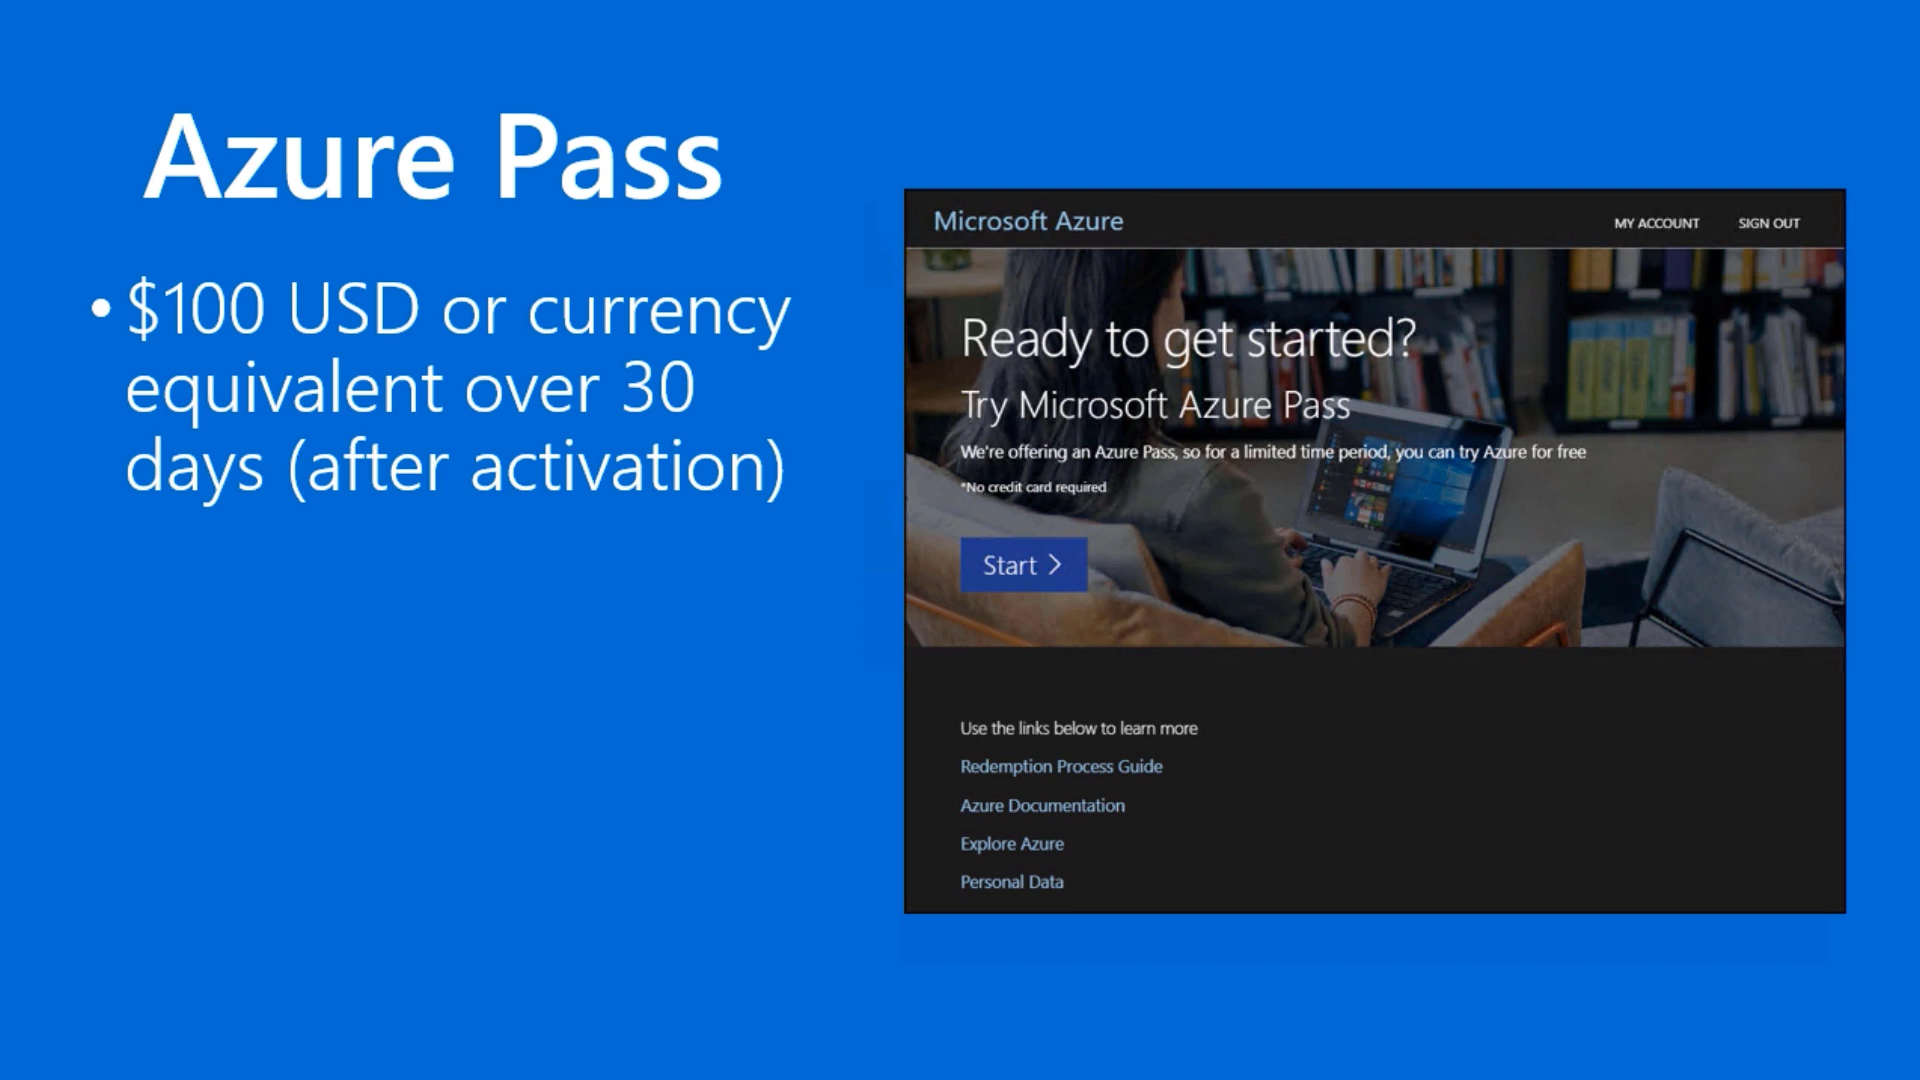 Azure Pass
• $100 USD or currency
equivalent over 30
days (after activation)
Microsoft Azure
MY ACCOUNT
SIGN OUT
Ready to get started?
Try Microsoft Azure Pass
We're offering an Azure Pass, so for a limited time period, you can try Azure for free
*No credit card required
Start >
Use the links below to learn more
Redemption Process Guide
Azure Documentation
Explore Azure
Personal Data